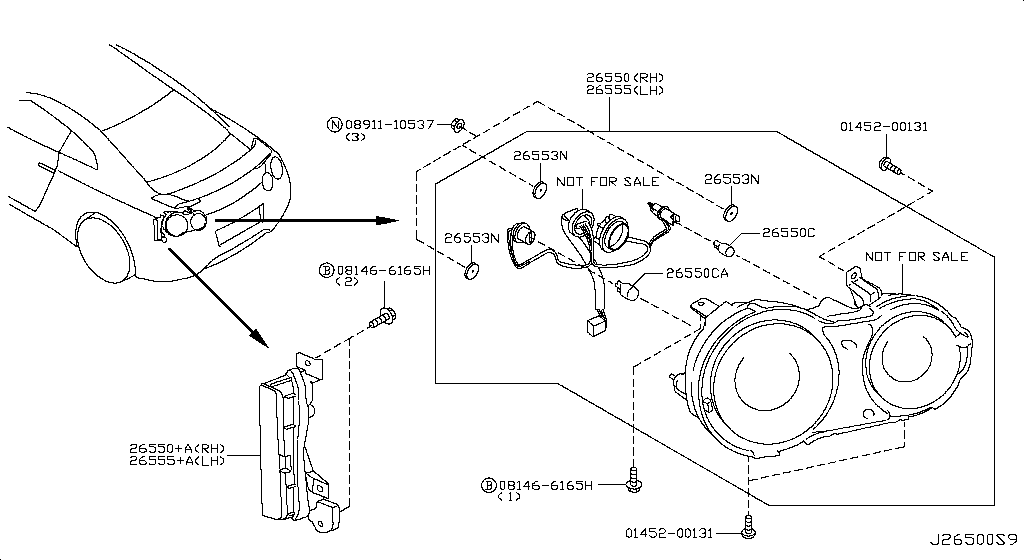 26550(RH)
26555(LH)
N 08911-10537
(3)
01452-00131
26553N
NOT FOR SALE
26553N
26550C
26553N
NOT FOR SALE
B 08146-6165H
(2)
26550CA
26550+A(RH)
26555+A(LH)
B 08146-6165H
(1)
01452-00131
J26500S9